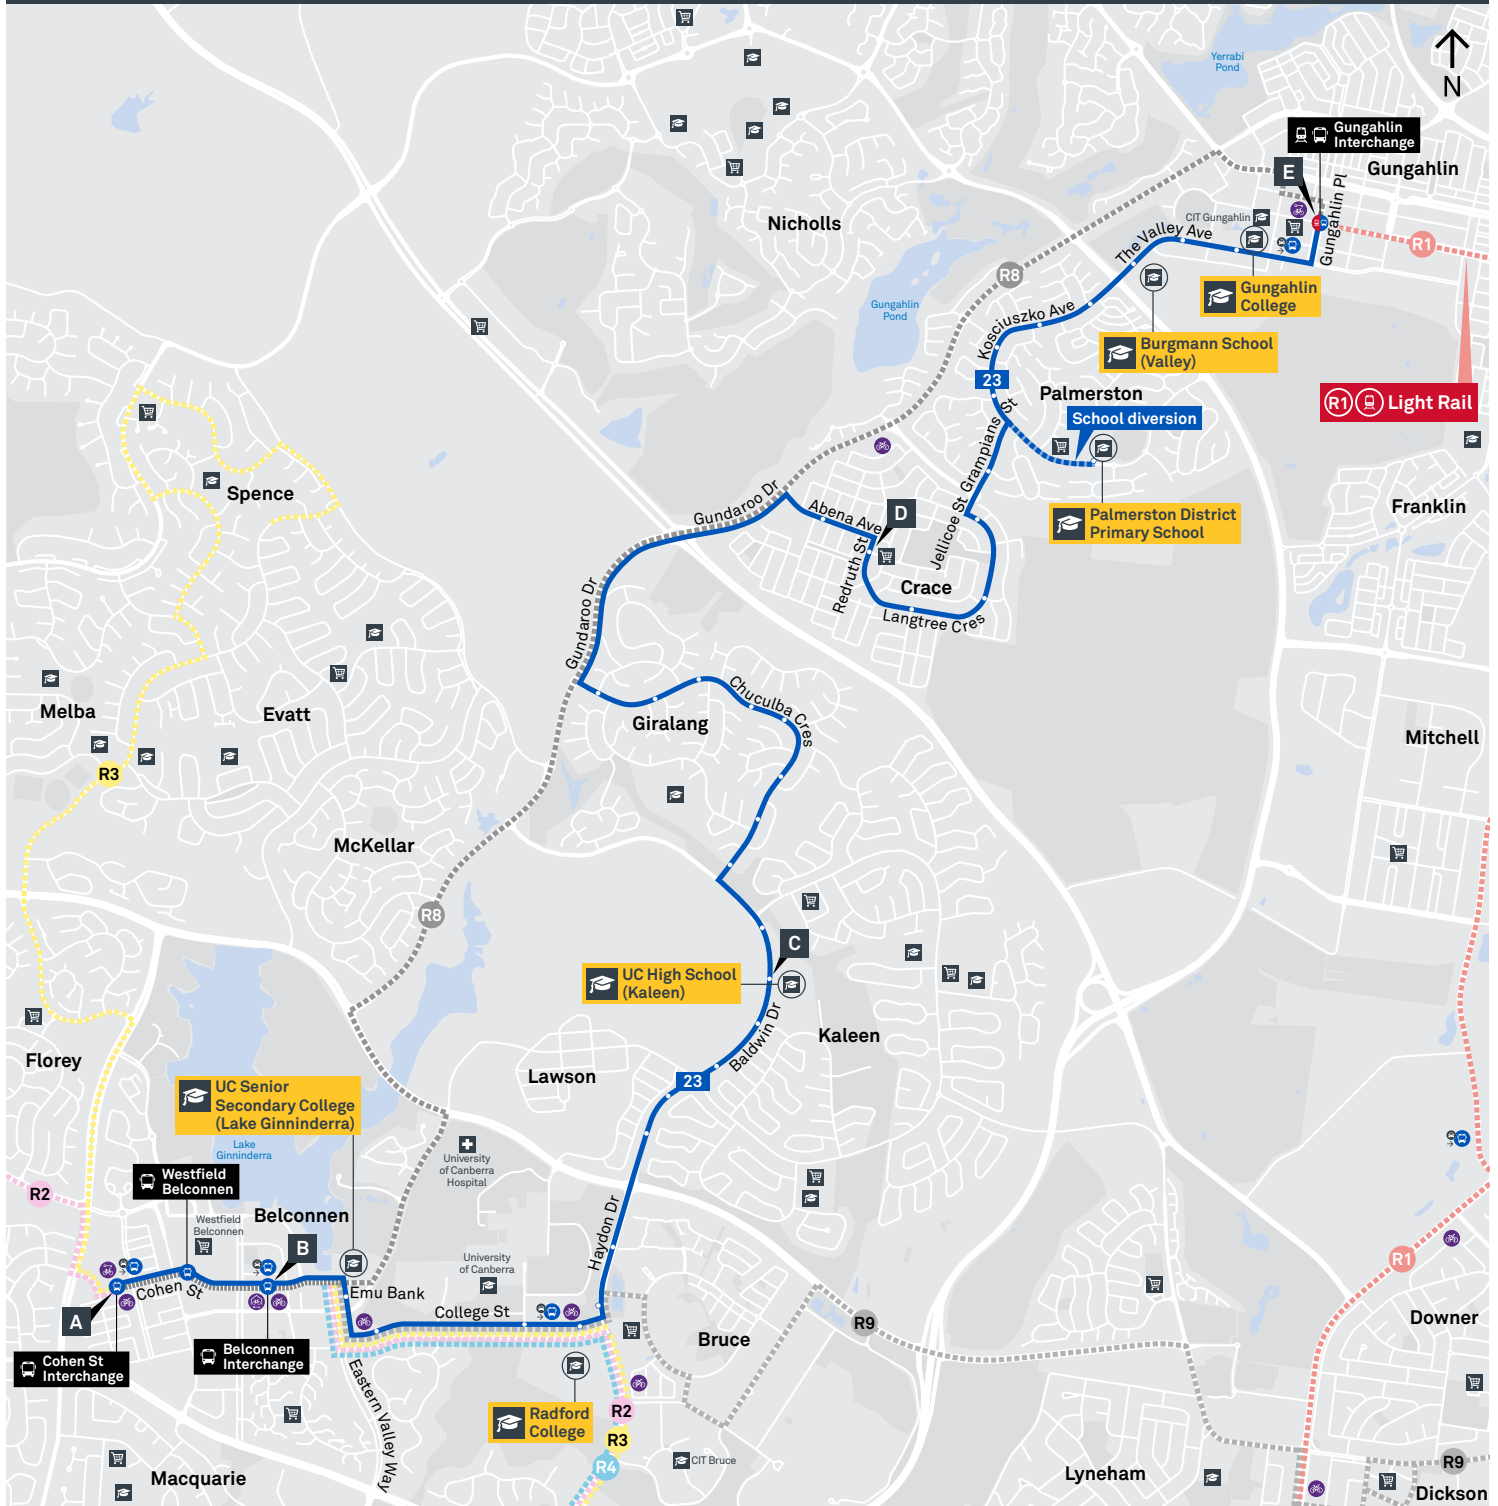 Yerrabi
Pond
N
Gungahlin
Interchange
Gungahlin
E
Gungahlin Pl
CIT Gungahlin
Nicholls
The Valley Ave
R1
R8
Gungahlin
College
Gungahlin
Pond
Kosciuszko Ave
Burgmann School
(Valley)
23
Palmerston
R1 Light Rail
School diversion
Grampians St
Spence
Gundaroo Dr
Abena Ave
D
Jellicoe St
Franklin
Palmerston District
Primary School
Redruth St
Crace
Gundaroo Dr
Langtree Cres
Melba
Evatt
Giralang
Chuculba Cres
Mitchell
R3
McKellar
R8
C
UC High School
(Kaleen)
Kaleen
Baldwin Dr
Florey
Lawson
23
UC Senior
Secondary College
(Lake Ginninderra)
Lake
Ginninderra
University
of Canberra
Hospital
Westfield
Belconnen
R2
Westfield
Belconnen
Belconnen
B
Haydon Dr
University
of Canberra
R1
Cohen St
Emu Bank
College St
A
Bruce
R9
Downer
Belconnen
Interchange
Cohen St
Interchange
Eastern Valley Way
Radford
College
R2
R3
R4
CIT Bruce
Macquarie
Lyneham
R9
Dickson